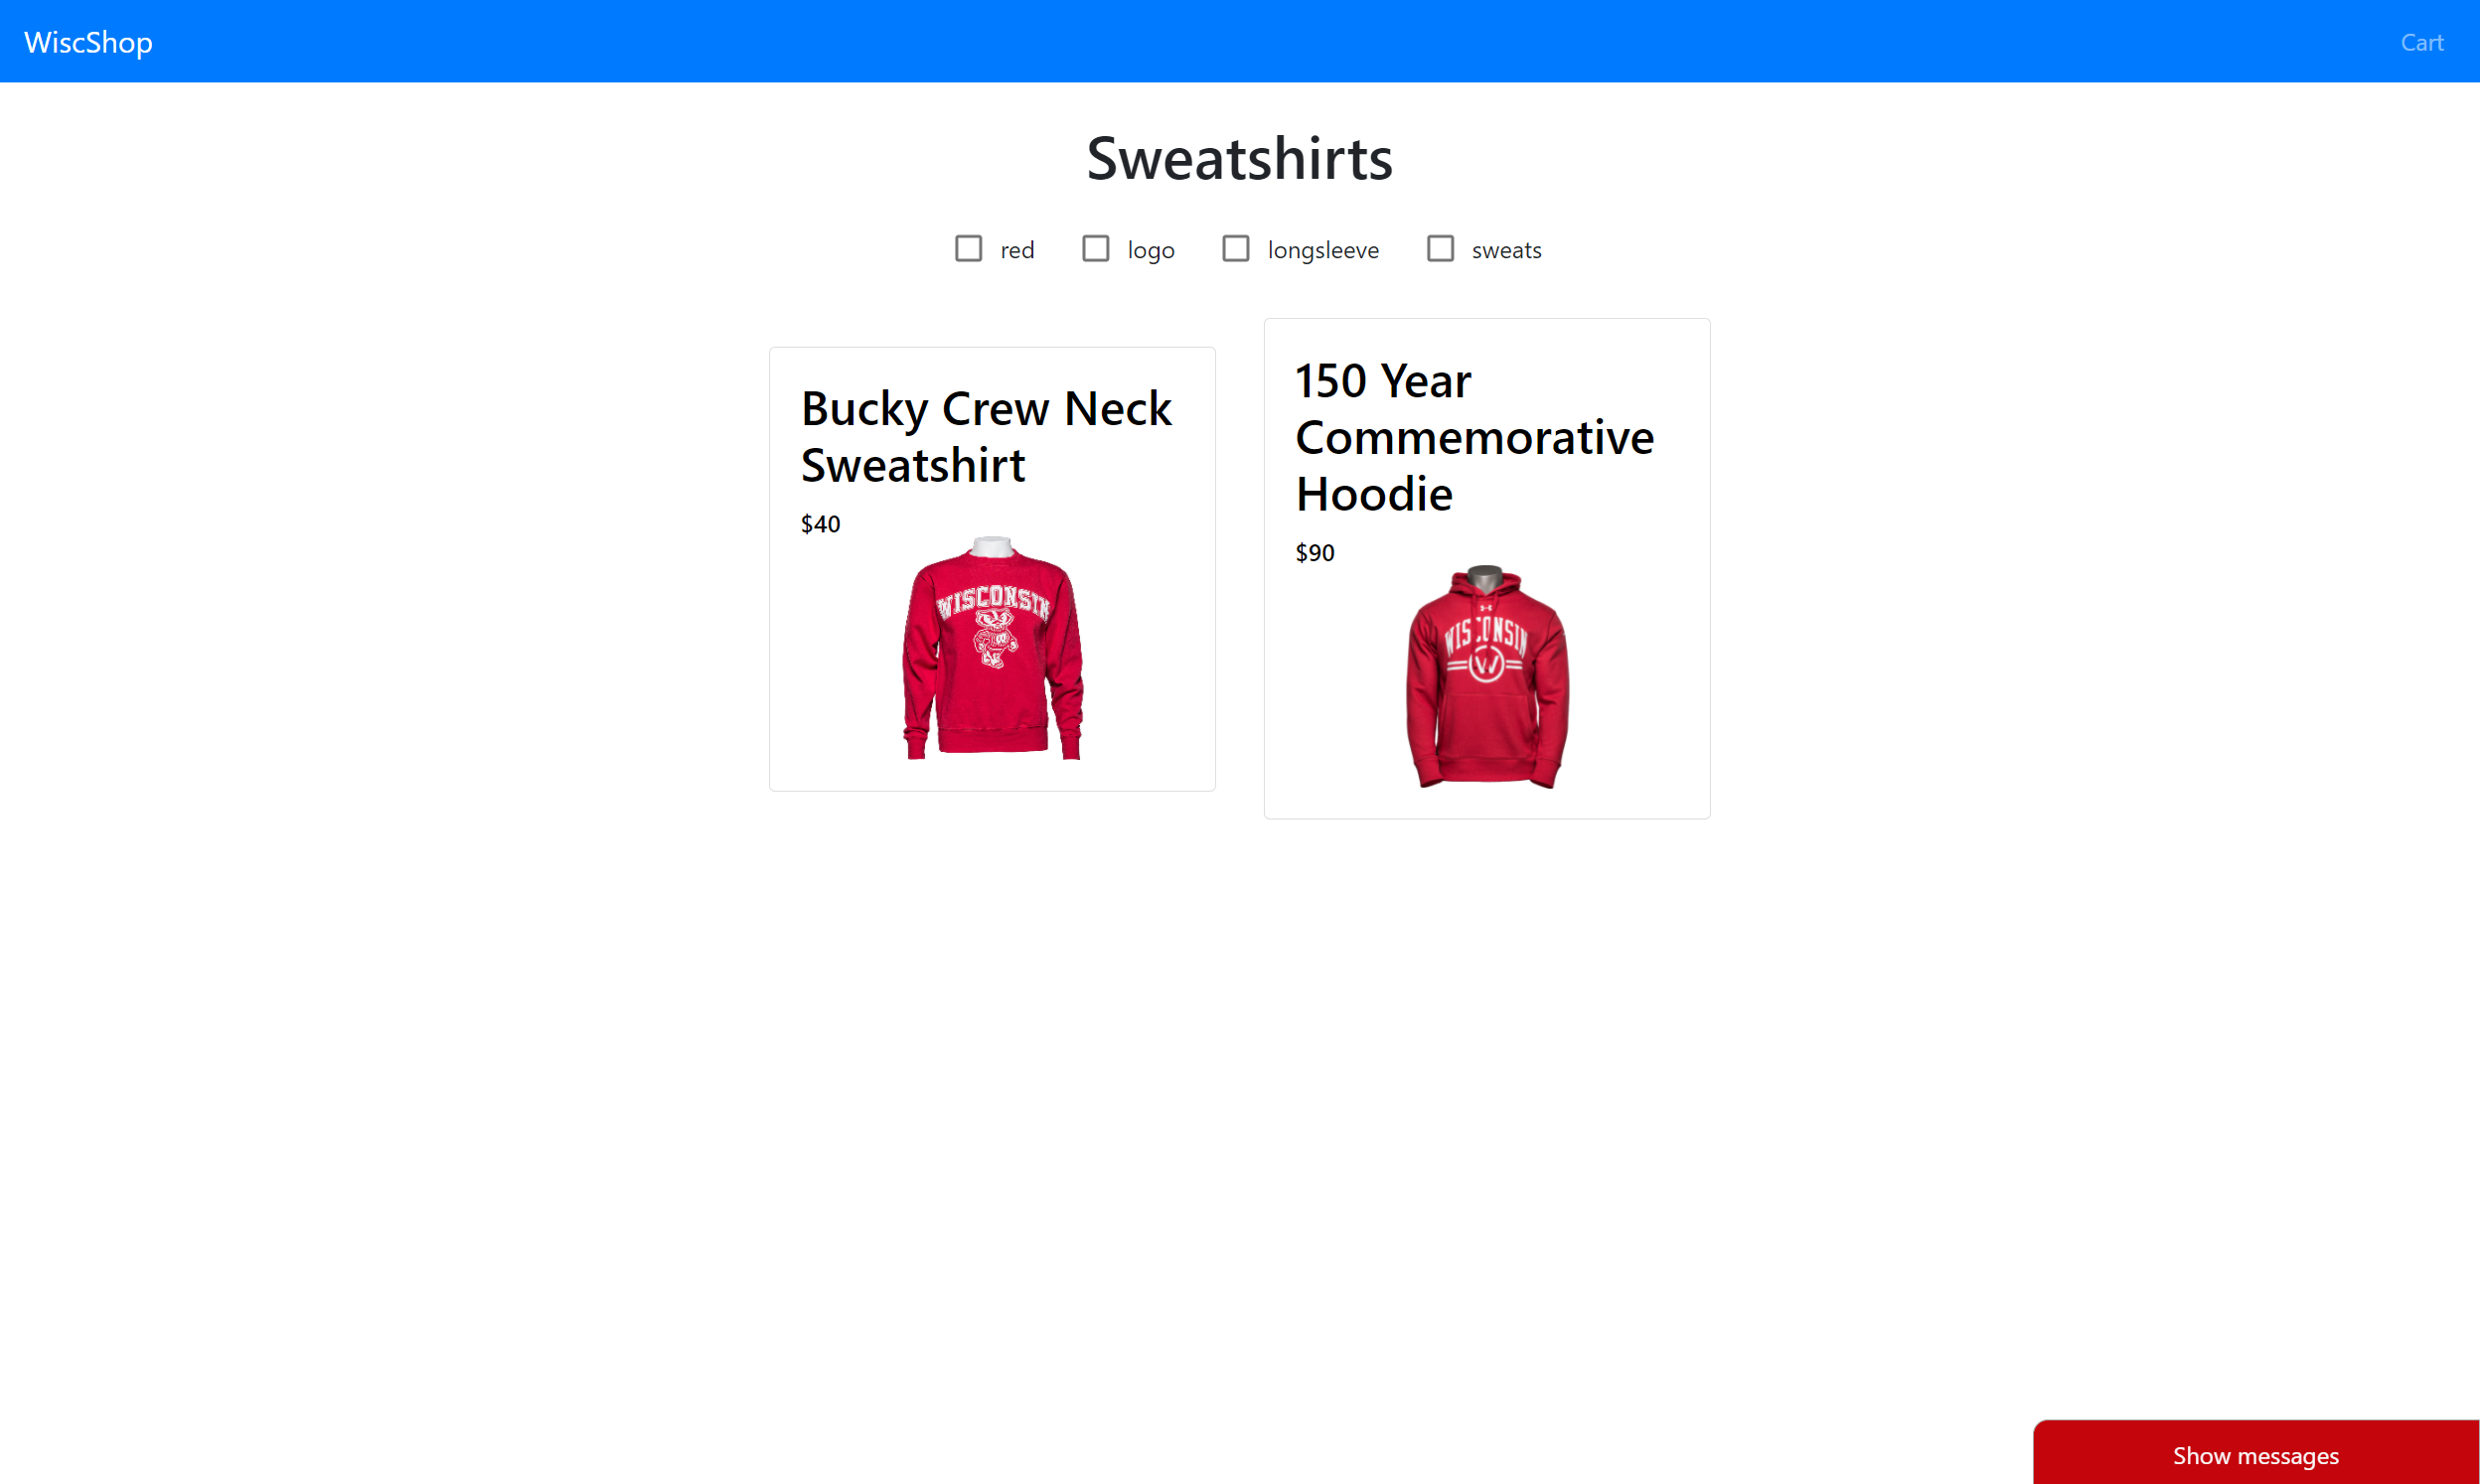 WiscShop
Cart
Sweatshirts
red
logo
longsleeve
sweats
Bucky Crew Neck
Sweatshirt
$40
WISCONSIN
150 Year
Commemorative
Hoodie
$90
WISCONSIN
W
Show messages